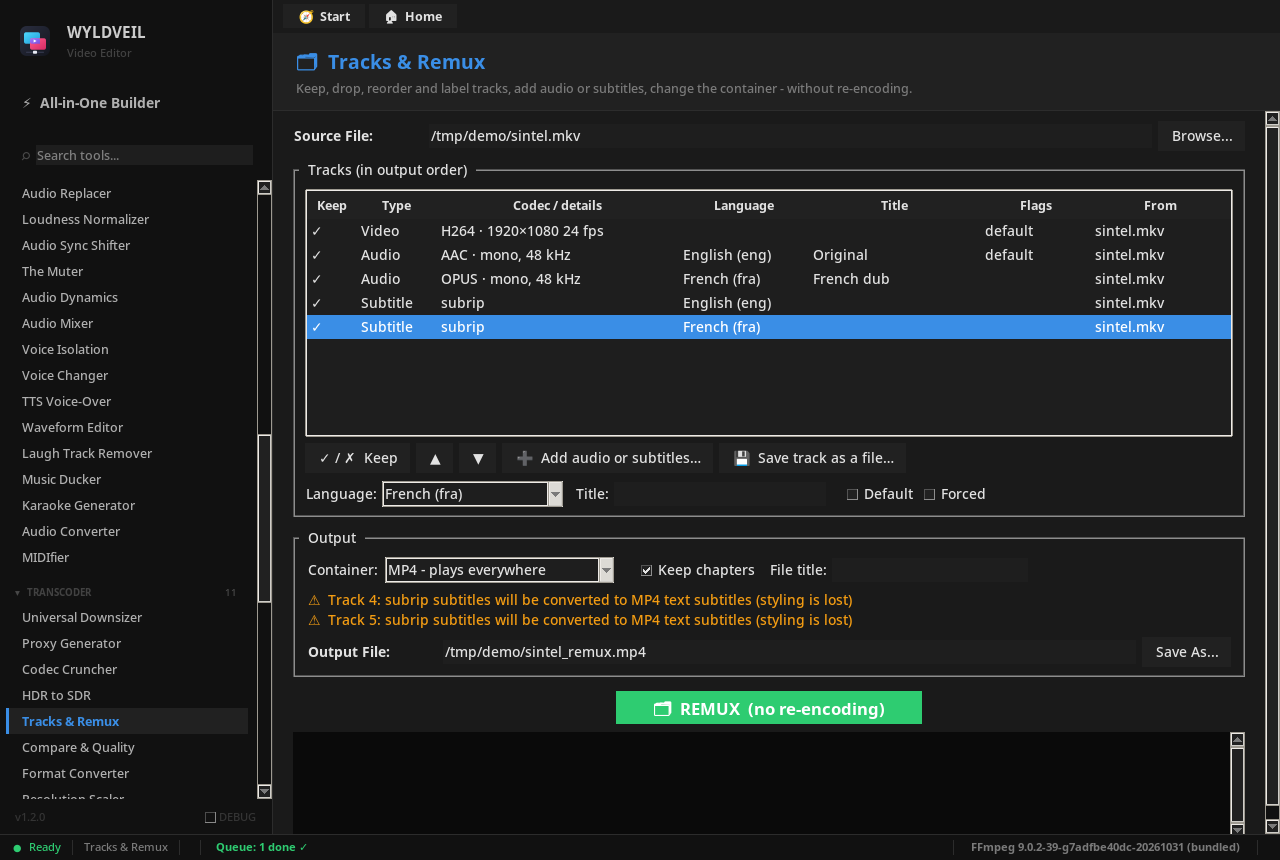 WYLDVEIL
Video Editor
⚡ All-in-One Builder
Search tools...
Audio Replacer
Loudness Normalizer
Audio Sync Shifter
The Muter
Audio Dynamics
Audio Mixer
Voice Isolation
Voice Changer
TTS Voice-Over
Waveform Editor
Laugh Track Remover
Music Ducker
Karaoke Generator
Audio Converter
MIDIfier
▾ TRANSCODER 11
Universal Downsizer
Proxy Generator
Codec Cruncher
HDR to SDR
Tracks & Remux
Compare & Quality
Format Converter
Resolution Scaler
v1.2.0 DEBUG
Start Home
Tracks & Remux
Keep, drop, reorder and label tracks, add audio or subtitles, change the container - without re-encoding.
Source File: /tmp/demo/sintel.mkv Browse...
Tracks (in output order)
Keep Type Codec / details Language Title Flags From
✓ Video H264 · 1920×1080 24 fps default sintel.mkv
✓ Audio AAC · mono, 48 kHz English (eng) Original default sintel.mkv
✓ Audio OPUS · mono, 48 kHz French (fra) French dub sintel.mkv
✓ Subtitle subrip English (eng) sintel.mkv
✓ Subtitle subrip French (fra) sintel.mkv
✓ / ✗ Keep ▲ ▼ ➕ Add audio or subtitles... 💾 Save track as a file...
Language: French (fra) Title: Default Forced
Output
Container: MP4 - plays everywhere Keep chapters File title:
⚠ Track 4: subrip subtitles will be converted to MP4 text subtitles (styling is lost)
⚠ Track 5: subrip subtitles will be converted to MP4 text subtitles (styling is lost)
Output File: /tmp/demo/sintel_remux.mp4 Save As...
REMUX (no re-encoding)
● Ready Tracks & Remux Queue: 1 done ✓ FFmpeg 9.0.2-39-g7adfbe40dc-20261031 (bundled)